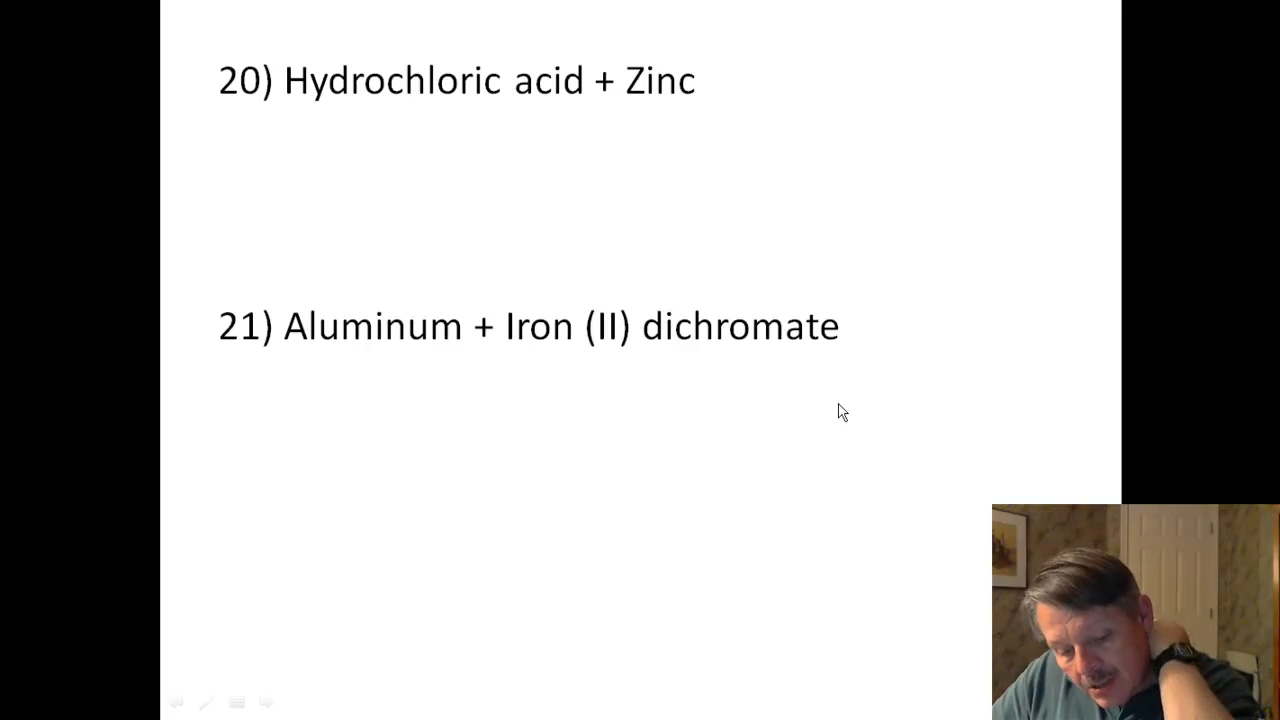 20) Hydrochloric acid + Zinc
21) Aluminum + Iron (II) dichromate